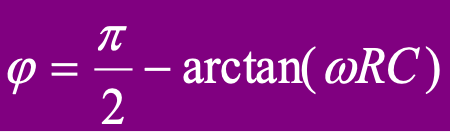 φ = π/2 − arctan( ωRC )